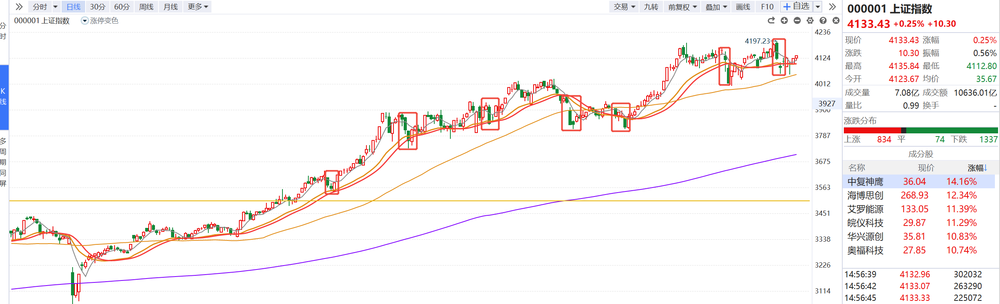 分时 日线 30分 60分 周线 月线 更多 交易 九转 前复权 叠加 画线 F10 自选
000001 上证指数 涨停变色
分时
K线
多周期同屏
4197.23
4236
4124
4012
3927
3900
3787
3675
3563
3451
3338
3226
3114
000001 上证指数
4133.43 +0.25% +10.30
现价 4133.43 涨幅 0.25%
涨跌 10.30 振幅 0.56%
最高 4135.84 最低 4112.80
今开 4123.67 均价 35.67
成交量 7.08亿 成交额 10636.01亿
量比 0.99 换手 -
涨跌分布
上涨 834 平 74 下跌 1337
成分股
名称 现价 涨幅↓
中复神鹰 36.04 14.16%
海博思创 268.93 12.34%
艾罗能源 133.05 11.39%
皖仪科技 29.87 11.29%
华兴源创 35.81 10.83%
奥福科技 27.85 10.74%
14:56:39 4132.96 302032
14:56:42 4133.07 263290
14:56:45 4133.33 225072